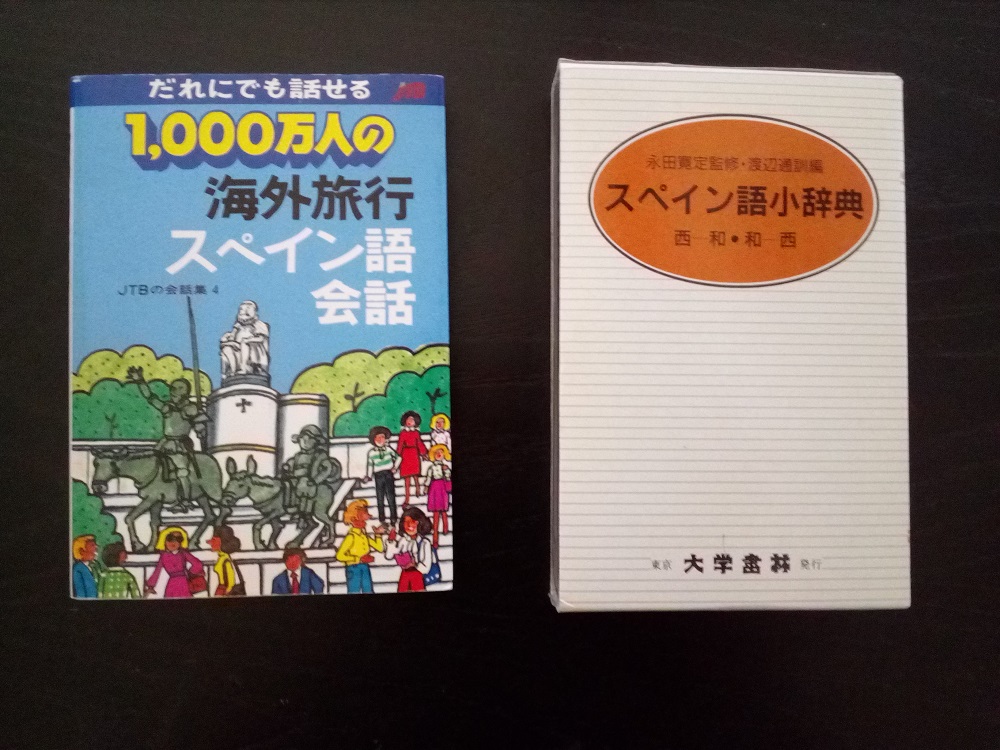 だれにでも話せる
1,000万人の
海外旅行
スペイン語
会話
JTBの会話集 4
永田寛定監修・渡辺通訓編
スペイン語小辞典
西―和●和―西
東京 大学書林 発行